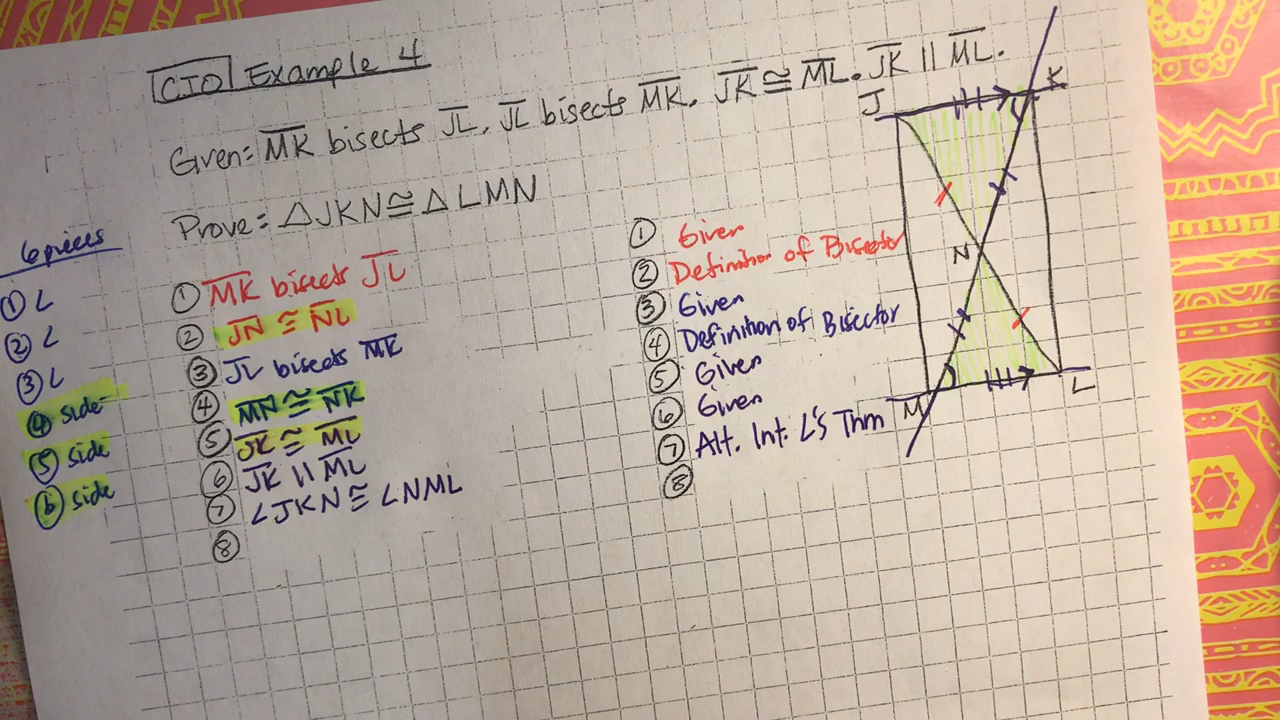 CIO Example 4
Given: MK bisects JL, JL bisects MK, JK ≅ ML. JK || ML.
Prove: △JKN ≅ △LMN
6 pieces
① ∠
② ∠
③ ∠
④ side
⑤ side
⑥ side
① MK bisects JL
② JN ≅ NL
③ JL bisects MK
④ MN ≅ NK
⑤ JK ≅ ML
⑥ JK || ML
⑦ ∠JKN ≅ ∠NML
⑧
① Given
② Definition of Bisector
③ Given
④ Definition of Bisector
⑤ Given
⑥ Given
⑦ Alt. Int. ∠'s Thm
⑧
J
K
N
M
L